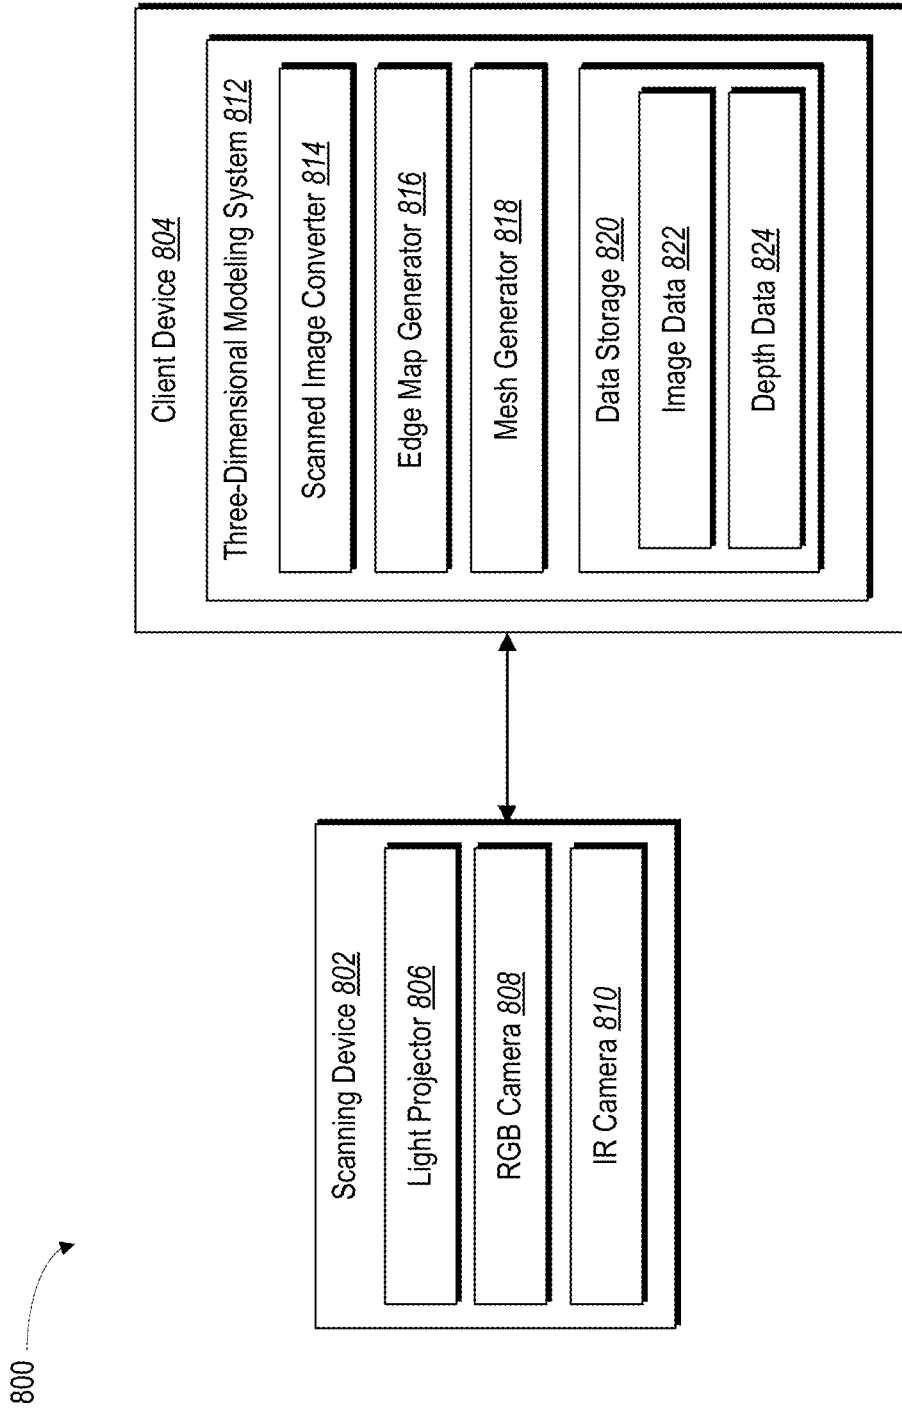 800
Scanning Device 802
Light Projector 806
RGB Camera 808
IR Camera 810
Client Device 804
Three-Dimensional Modeling System 812
Scanned Image Converter 814
Edge Map Generator 816
Mesh Generator 818
Data Storage 820
Image Data 822
Depth Data 824